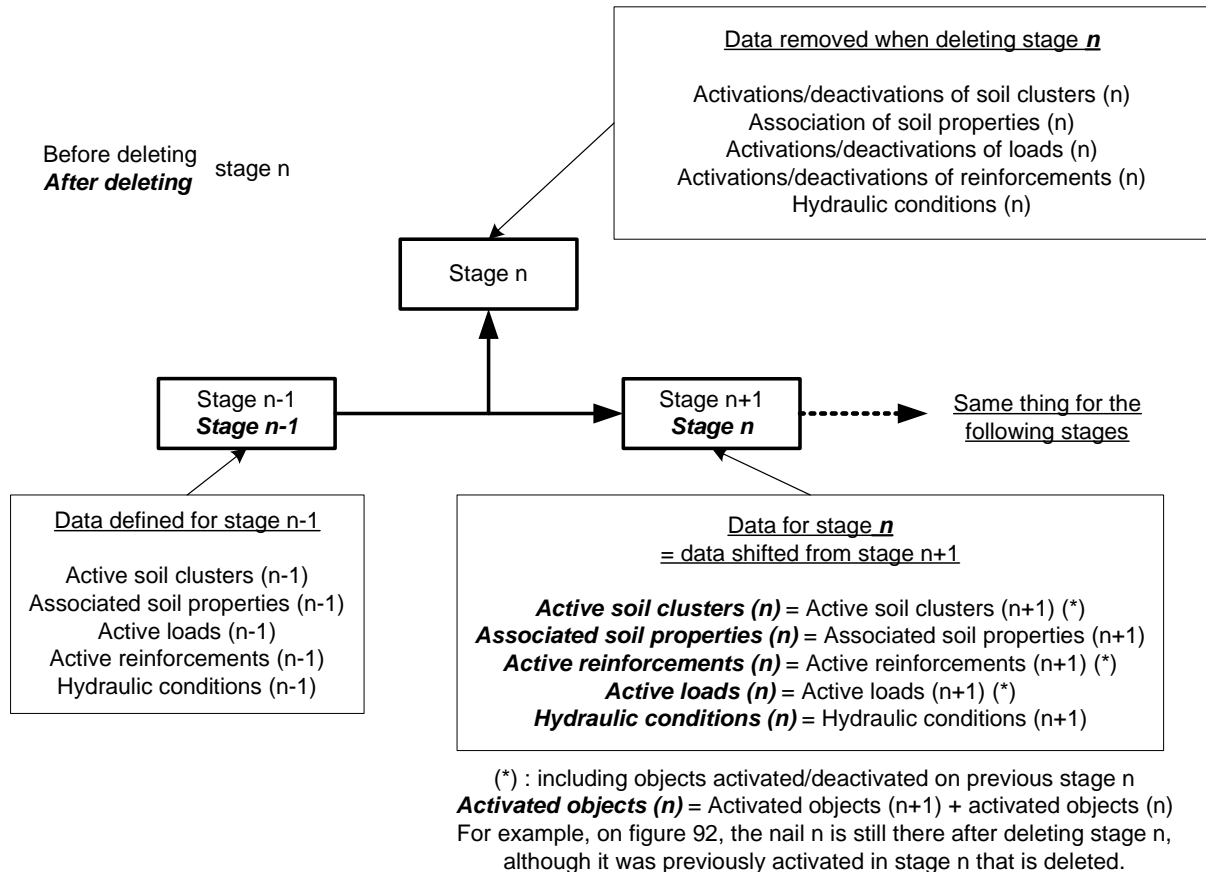 Data removed when deleting stage n
Activations/deactivations of soil clusters (n)
Association of soil properties (n)
Activations/deactivations of loads (n)
Activations/deactivations of reinforcements (n)
Hydraulic conditions (n)
Before deleting
After deleting
stage n
Stage n
Stage n-1
Stage n-1
Stage n+1
Stage n
Same thing for the
following stages
Data defined for stage n-1
Active soil clusters (n-1)
Associated soil properties (n-1)
Active loads (n-1)
Active reinforcements (n-1)
Hydraulic conditions (n-1)
Data for stage n
= data shifted from stage n+1
Active soil clusters (n) = Active soil clusters (n+1) (*)
Associated soil properties (n) = Associated soil properties (n+1)
Active reinforcements (n) = Active reinforcements (n+1) (*)
Active loads (n) = Active loads (n+1) (*)
Hydraulic conditions (n) = Hydraulic conditions (n+1)
(*) : including objects activated/deactivated on previous stage n
Activated objects (n) = Activated objects (n+1) + activated objects (n)
For example, on figure 92, the nail n is still there after deleting stage n,
although it was previously activated in stage n that is deleted.